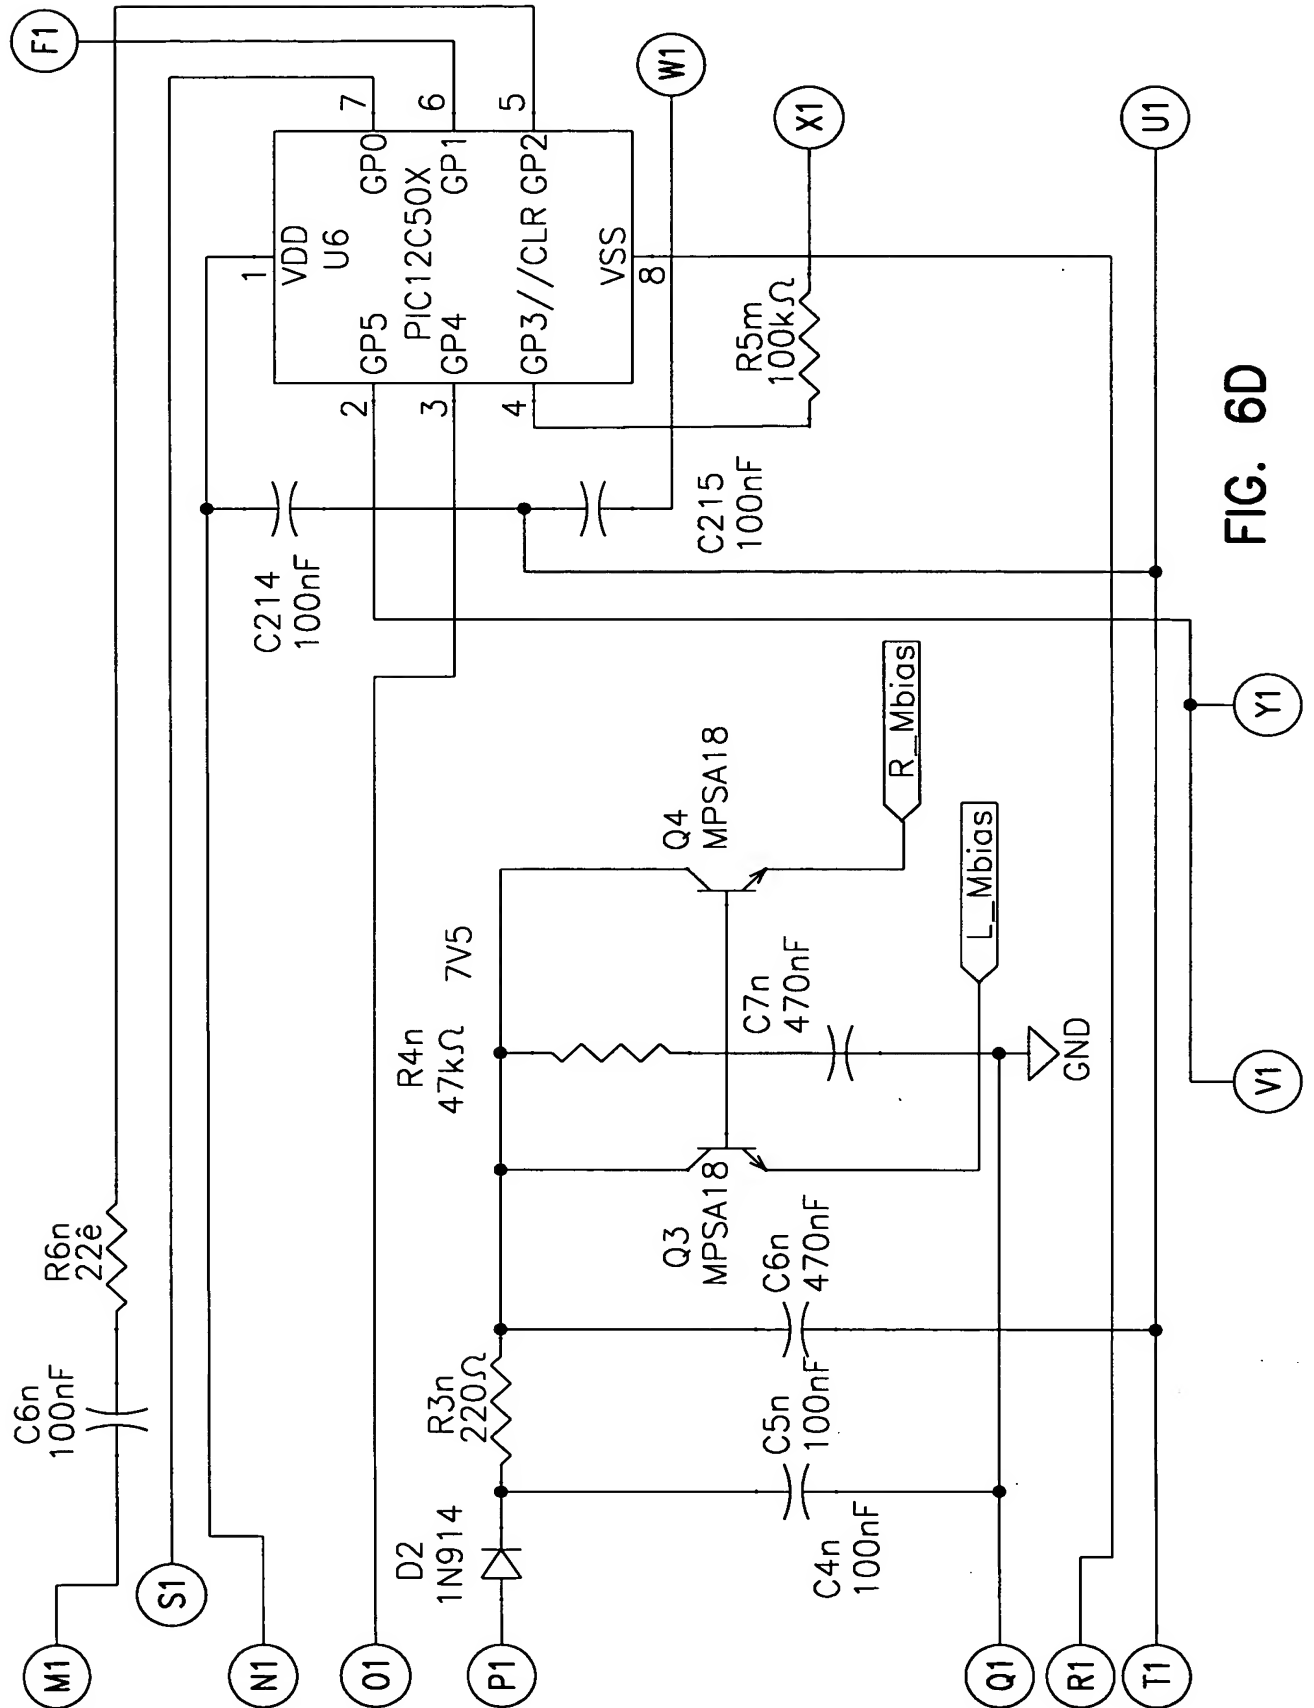 M1
C6n
100nF
R6n
22ê
F1
S1
N1
O1
C214
100nF
1
VDD
U6
PIC12C50X
2
GP5
3
GP4
4
GP3//CLR
GP0
7
GP1
6
GP2
5
VSS
8
W1
C215
100nF
R5m
100kΩ
X1
D2
1N914
P1
R3n
220Ω
R4n
47kΩ
7V5
Q3
MPSA18
Q4
MPSA18
C6n
470nF
C5n
100nF
C4n
100nF
C7n
470nF
R_Mbias
L_Mbias
GND
Q1
R1
T1
U1
V1
Y1
FIG. 6D